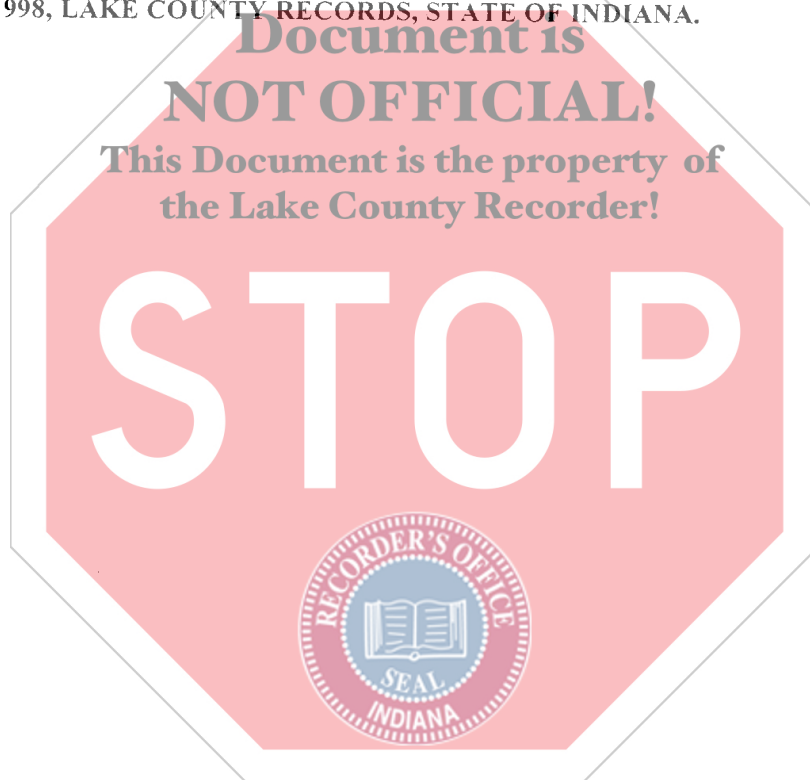 998, LAKE COUNTY RECORDS, STATE OF INDIANA.
Document is
NOT OFFICIAL!
This Document is the property of
the Lake County Recorder!
STOP
RECORDER'S OFFICE
SEAL
INDIANA